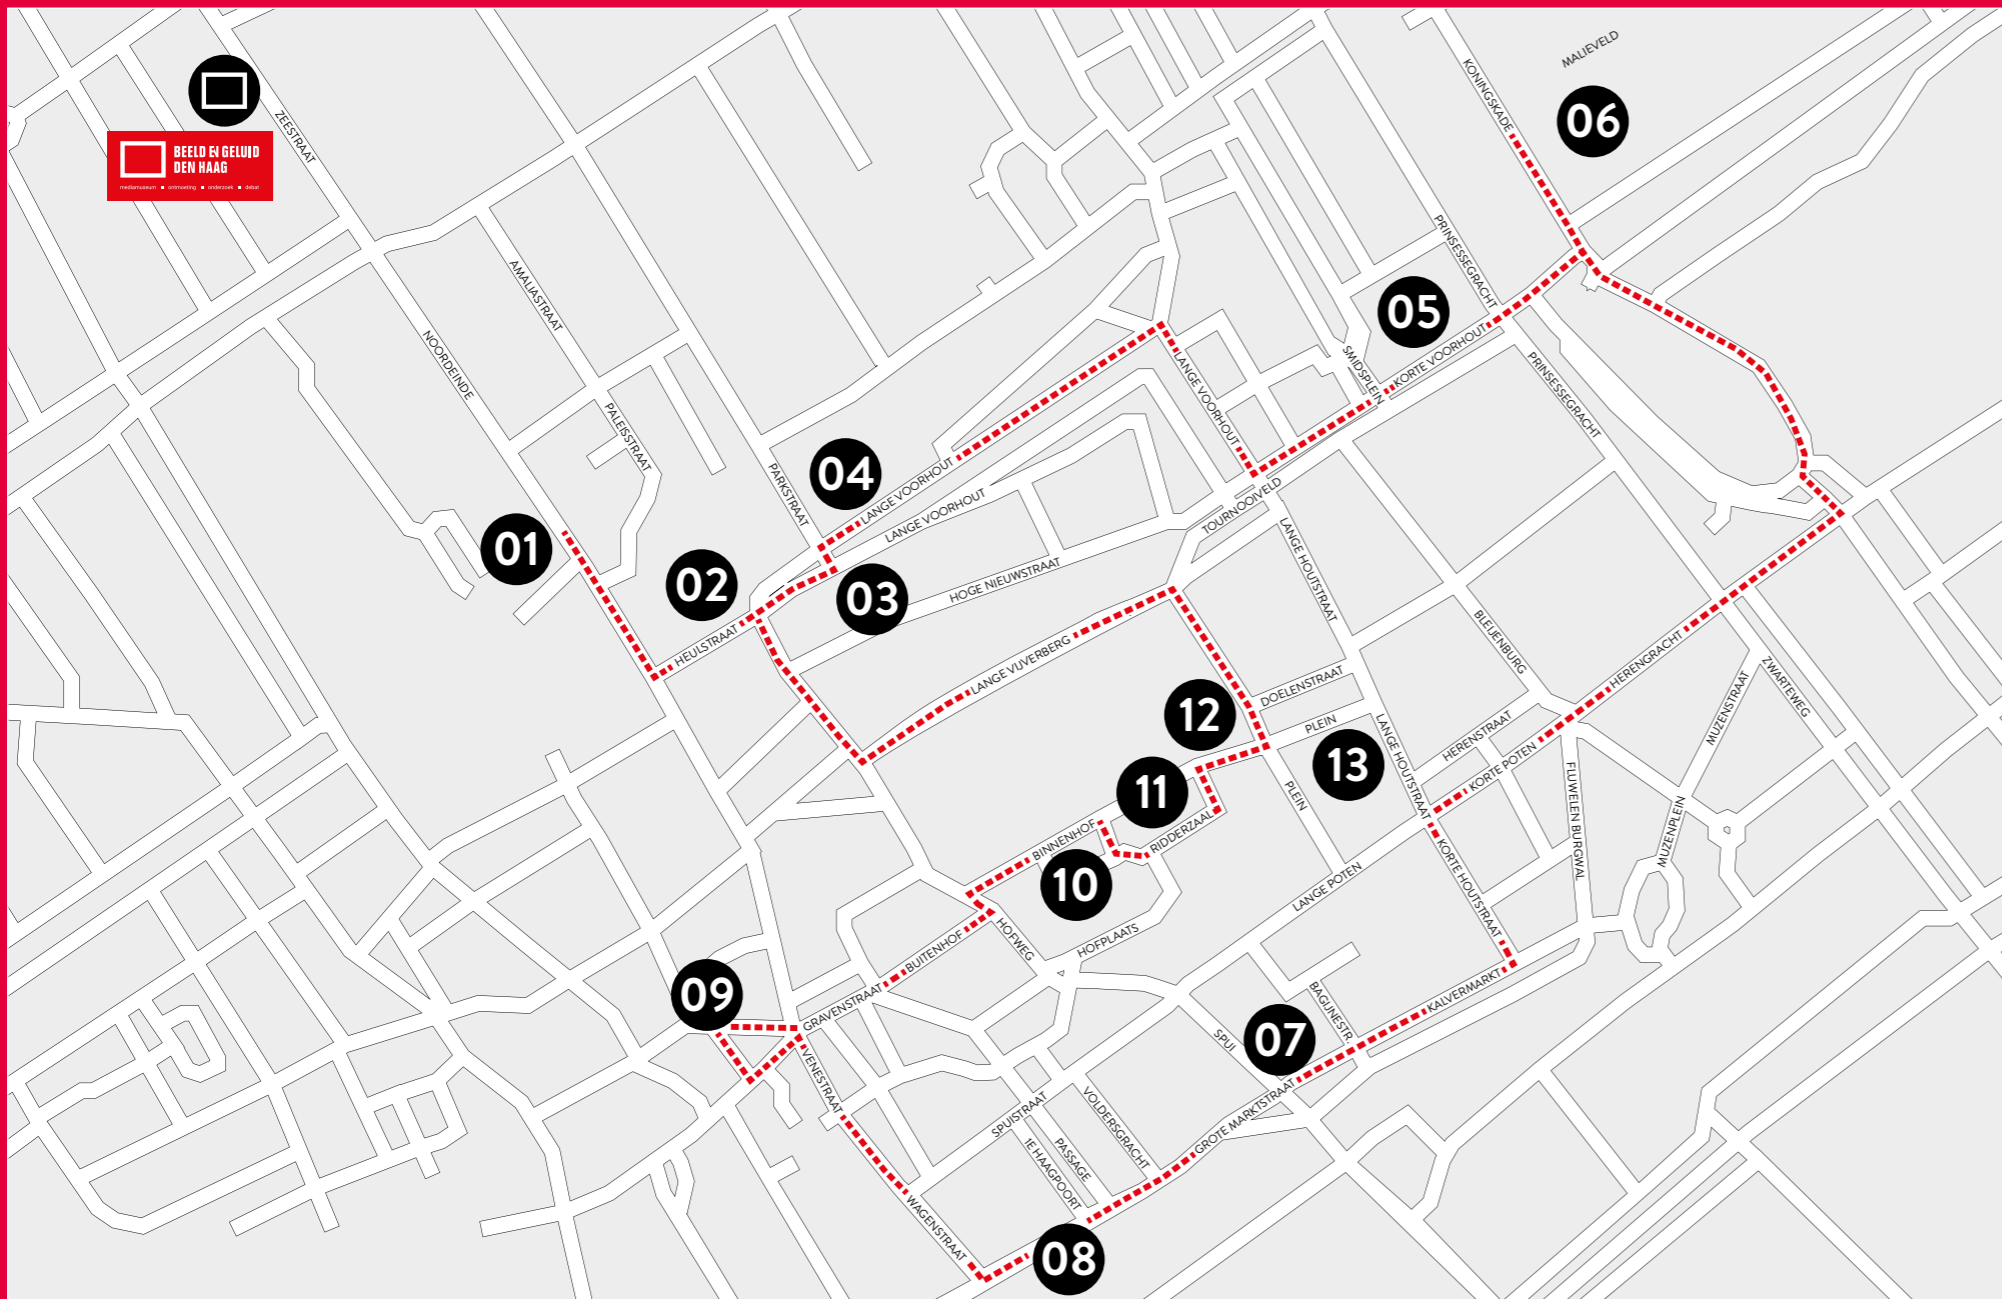 MALIEVELD
KONINGSKADE
06
ZEESTRAAT
BEELD EN GELUID
DEN HAAG
mediamuseum ▪ ontmoeting ▪ onderzoek ▪ debat
PRINSESSEGRACHT
AMALIASTRAAT
05
NOORDEINDE
SMIDSPLEIN
KORTE VOORHOUT
LANGE VOORHOUT
PRINSESSEGRACHT
PALEISSTRAAT
PARKSTRAAT
04
LANGE VOORHOUT
LANGE VOORHOUT
TOURNOOIVELD
01
02
03
HOGE NIEUWSTRAAT
LANGE HOUTSTRAAT
HEULSTRAAT
LANGE VIJVERBERG
BLEIJENBURG
HERENGRACHT
ZWARTEWEG
MUZENSTRAAT
DOELENSTRAAT
12
PLEIN
13
LANGE HOUTSTRAAT
HERENSTRAAT
KORTE POTEN
11
PLEIN
FLUWELEN BURGWAL
MUZENPLEIN
BINNENHOF
RIDDERZAAL
10
LANGE POTEN
KORTE HOUTSTRAAT
HOFWEG
HOFPLAATS
BUITENHOF
09
GRAVENSTRAAT
KALVERMARKT
BAGIJNESTR.
SPUI
07
VENESTRAAT
SPUISTRAAT
VOLDERSGRACHT
GROTE MARKTSTRAAT
PASSAGE
1E HAAGPOORT
WAGENSTRAAT
08